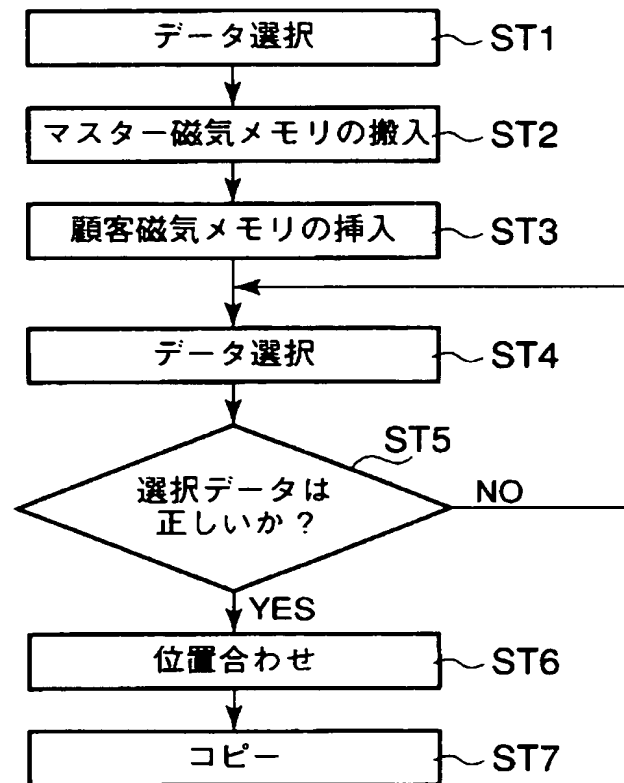 データ選択 ST1
マスター磁気メモリの搬入 ST2
顧客磁気メモリの挿入 ST3
データ選択 ST4
ST5
選択データは
正しいか？
NO
YES
位置合わせ ST6
コピー ST7